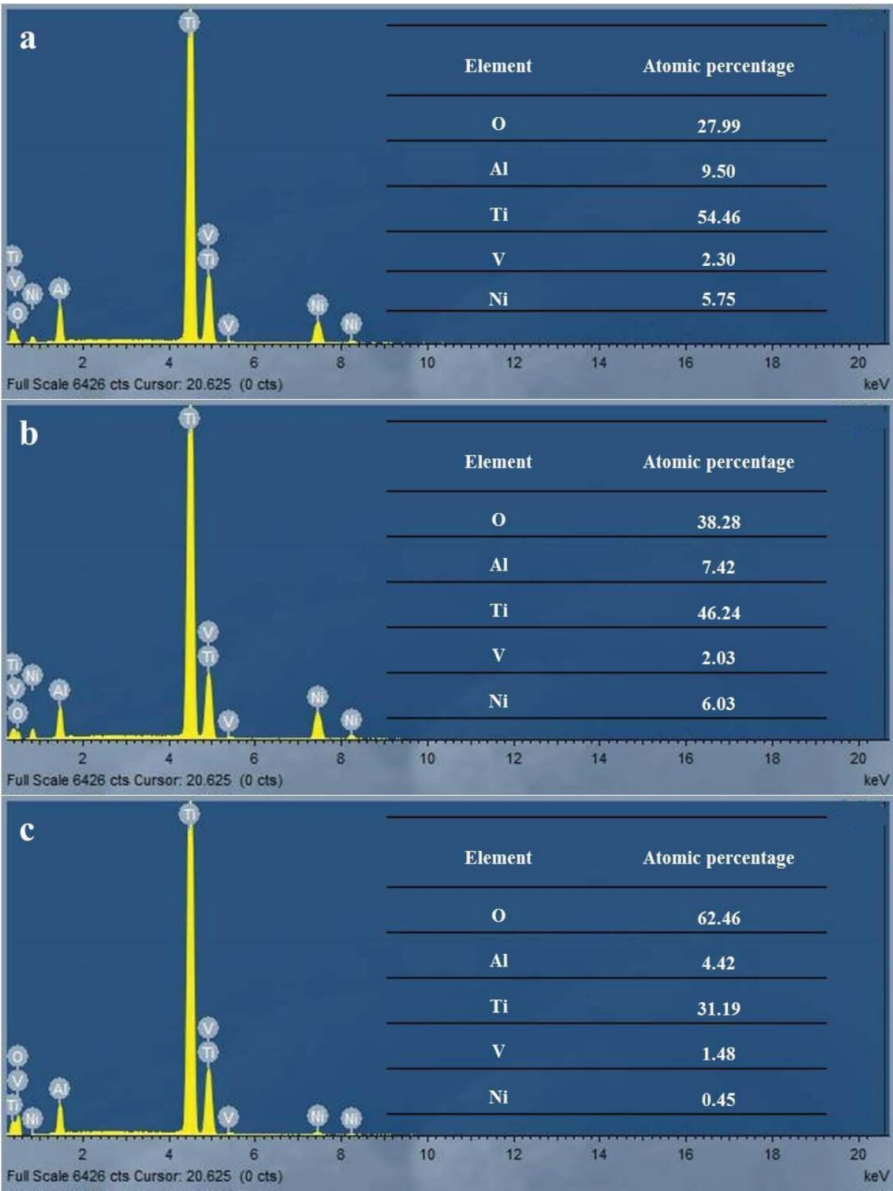 a
Element Atomic percentage
O 27.99
Al 9.50
Ti 54.46
V 2.30
Ni 5.75
Ti
V
Ti V
Ni Al Ti
O V Ni Ni
2 4 6 8 10 12 14 16 18 20
Full Scale 6426 cts Cursor: 20.625 (0 cts) keV
b
Element Atomic percentage
O 38.28
Al 7.42
Ti 46.24
V 2.03
Ni 6.03
Ti
V
Ti Ni Ti
V Al Ni
O V Ni
2 4 6 8 10 12 14 16 18 20
Full Scale 6426 cts Cursor: 20.625 (0 cts) keV
c
Element Atomic percentage
O 62.46
Al 4.42
Ti 31.19
V 1.48
Ni 0.45
Ti
V
O Ti
V Al
Ti Ni V Ni Ni
2 4 6 8 10 12 14 16 18 20
Full Scale 6426 cts Cursor: 20.625 (0 cts) keV